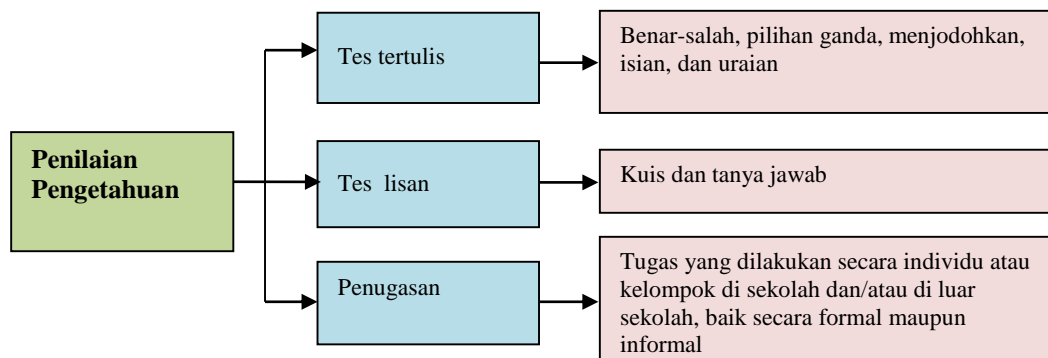 Penilaian
Pengetahuan
Tes tertulis
Benar-salah, pilihan ganda, menjodohkan,
isian, dan uraian
Tes lisan
Kuis dan tanya jawab
Penugasan
Tugas yang dilakukan secara individu atau
kelompok di sekolah dan/atau di luar
sekolah, baik secara formal maupun
informal